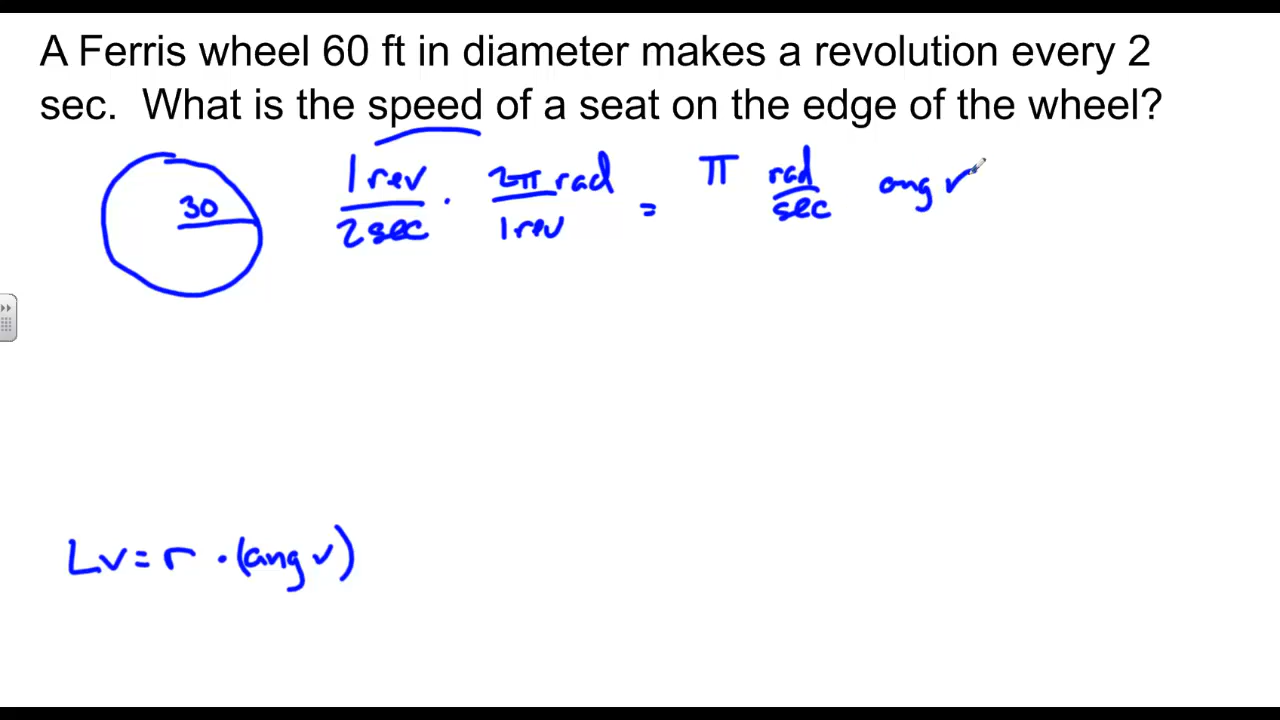 A Ferris wheel 60 ft in diameter makes a revolution every 2
sec. What is the speed of a seat on the edge of the wheel?
30
1 rev / 2 sec · 2π rad / 1 rev = π rad / sec ang v
Lv = r · (ang v)